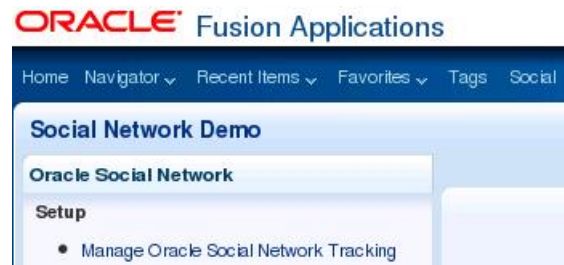 ORACLE Fusion Applications
Home Navigator Recent Items Favorites Tags Social
Social Network Demo
Oracle Social Network
Setup
• Manage Oracle Social Network Tracking